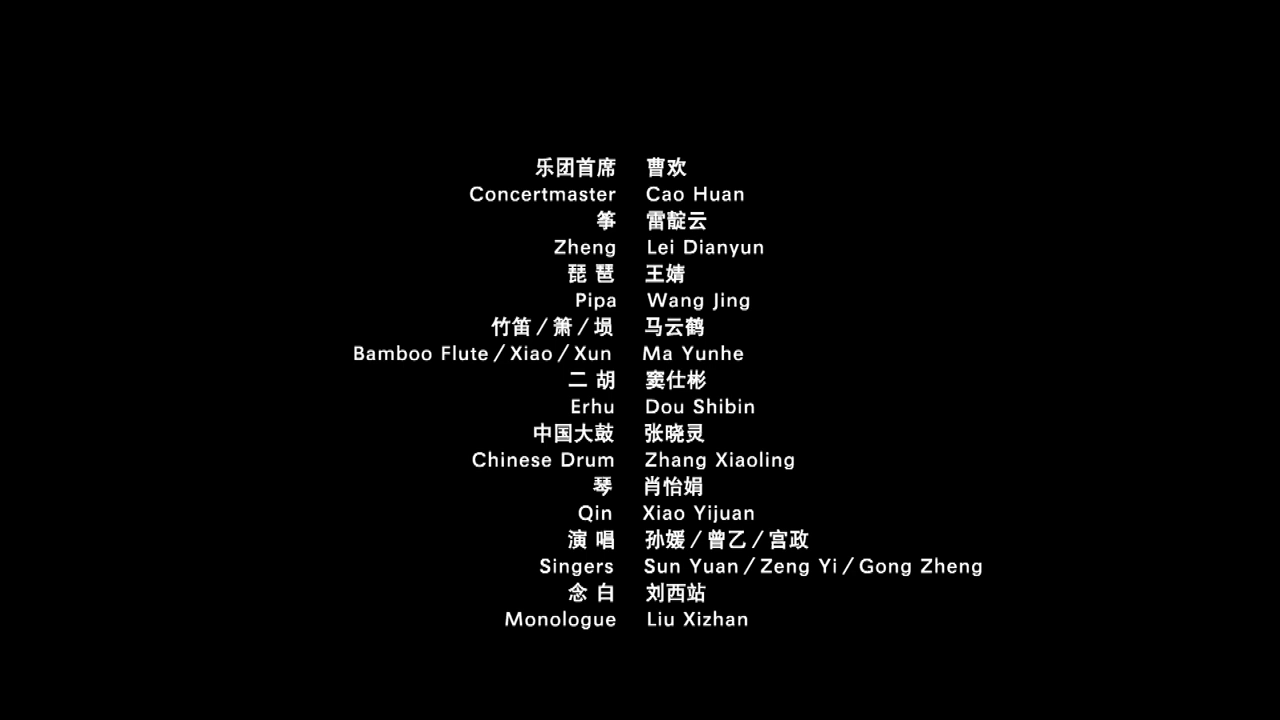 乐团首席 曹欢
Concertmaster Cao Huan
筝 雷靛云
Zheng Lei Dianyun
琵 琶 王婧
Pipa Wang Jing
竹笛/箫/埙 马云鹤
Bamboo Flute/Xiao/Xun Ma Yunhe
二 胡 窦仕彬
Erhu Dou Shibin
中国大鼓 张晓灵
Chinese Drum Zhang Xiaoling
琴 肖怡娟
Qin Xiao Yijuan
演 唱 孙媛/曾乙/宫政
Singers Sun Yuan/Zeng Yi/Gong Zheng
念 白 刘西站
Monologue Liu Xizhan